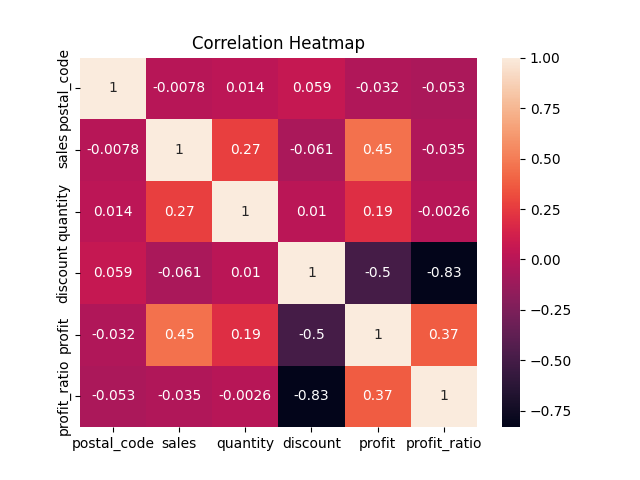 Correlation Heatmap
postal_code 1 -0.0078 0.014 0.059 -0.032 -0.053
sales -0.0078 1 0.27 -0.061 0.45 -0.035
quantity 0.014 0.27 1 0.01 0.19 -0.0026
discount 0.059 -0.061 0.01 1 -0.5 -0.83
profit -0.032 0.45 0.19 -0.5 1 0.37
profit_ratio -0.053 -0.035 -0.0026 -0.83 0.37 1
postal_code sales quantity discount profit profit_ratio
1.00
0.75
0.50
0.25
0.00
−0.25
−0.50
−0.75